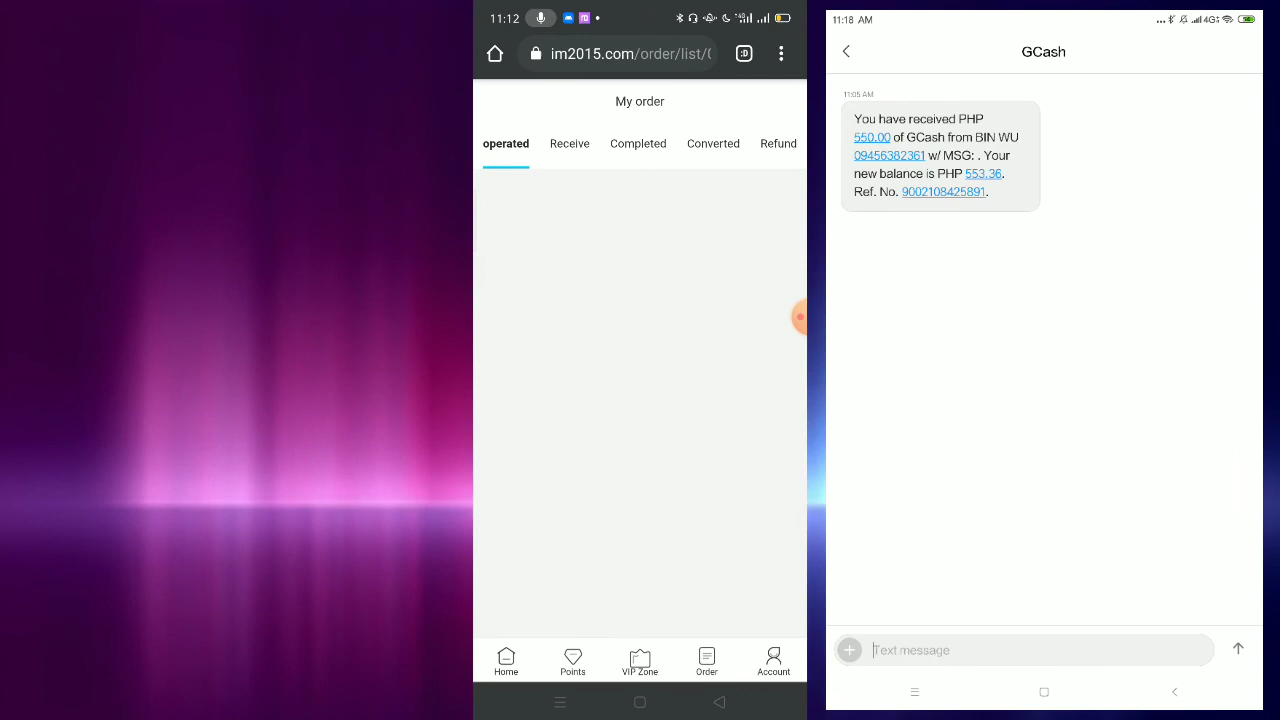 11:12
im2015.com/order/list/
My order
operated Receive Completed Converted Refund
Home Points VIP Zone Order Account
11:18 AM
4G
GCash
11:05 AM
You have received PHP
550.00 of GCash from BIN WU
09456382361 w/ MSG: . Your
new balance is PHP 553.36.
Ref. No. 9002108425891.
Text message